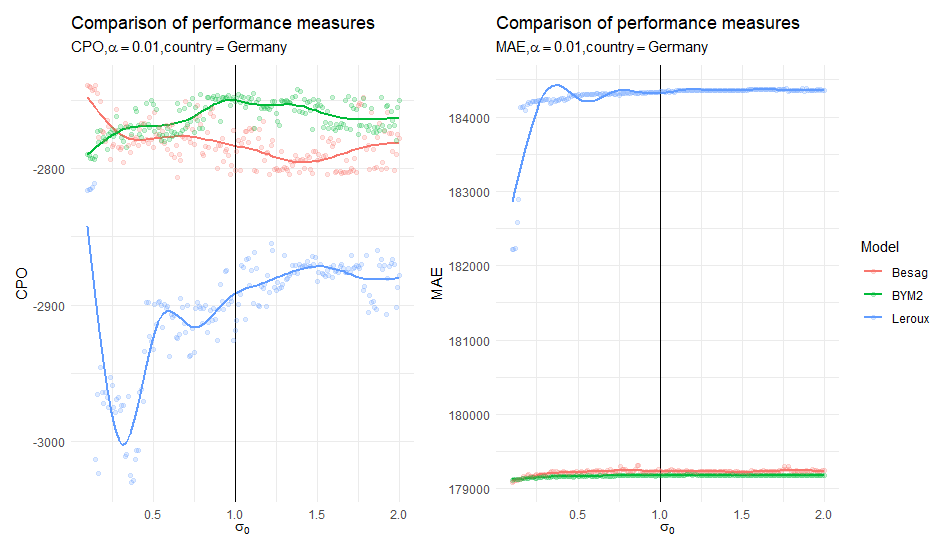 Comparison of performance measures
CPO,α = 0.01,country = Germany
CPO
-2800
-2900
-3000
0.5
1.0
1.5
2.0
σ₀
Comparison of performance measures
MAE,α = 0.01,country = Germany
MAE
184000
183000
182000
181000
180000
179000
0.5
1.0
1.5
2.0
σ₀
Model
Besag
BYM2
Leroux